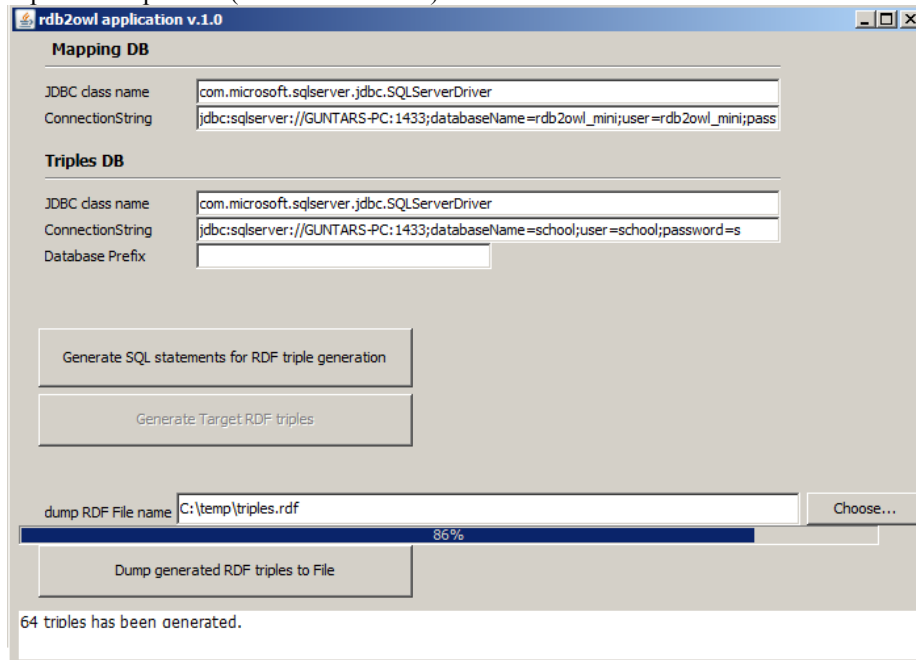 rdb2owl application v.1.0
Mapping DB
JDBC class name com.microsoft.sqlserver.jdbc.SQLServerDriver
ConnectionString jdbc:sqlserver://GUNTARS-PC:1433;databaseName=rdb2owl_mini;user=rdb2owl_mini;pass
Triples DB
JDBC class name com.microsoft.sqlserver.jdbc.SQLServerDriver
ConnectionString jdbc:sqlserver://GUNTARS-PC:1433;databaseName=school;user=school;password=s
Database Prefix
Generate SQL statements for RDF triple generation
Generate Target RDF triples
dump RDF File name C:\temp\triples.rdf Choose...
86%
Dump generated RDF triples to File
64 triples has been generated.